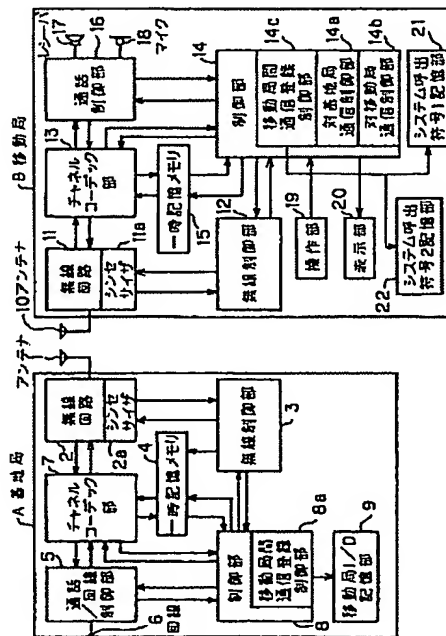 A基地局
5
通話/回線制御部
6
回線
7
チャネルコーデック部
2
無線回路
2a
シンセサイザ
アンテナ
4
一時記憶メモリ
3
無線制御部
8
制御部
8a
移動局間通信登録制御部
9
移動局I/D記憶部
B移動局
10アンテナ
11
無線回路
11a
シンセサイザ
13
チャネルコーデック部
16
通話制御部
レシーバ
17
18マイク
15
一時記憶メモリ
12
無線制御部
14
制御部
14c
移動局間通信登録制御部
14a
対基地局通信制御部
14b
対移動局通信制御部
19
操作部
20
表示部
21
システム呼出符号1記憶部
22
システム呼出符号2記憶部